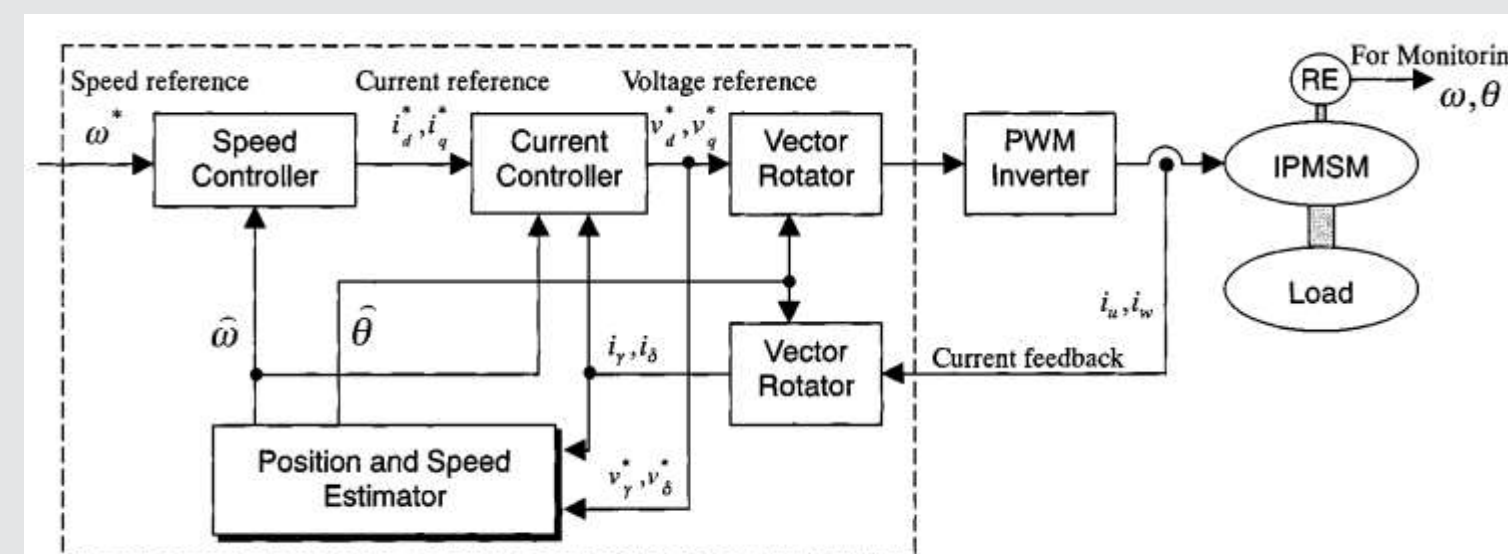 Speed reference
Current reference
Voltage reference
For Monitorin
RE
ω, θ
ω*
i*d, i*q
v*d, v*q
Speed
Controller
Current
Controller
Vector
Rotator
PWM
Inverter
IPMSM
Load
ω̂
θ̂
iγ, iδ
Vector
Rotator
iu, iw
Current feedback
Position and Speed
Estimator
v*γ, v*δ